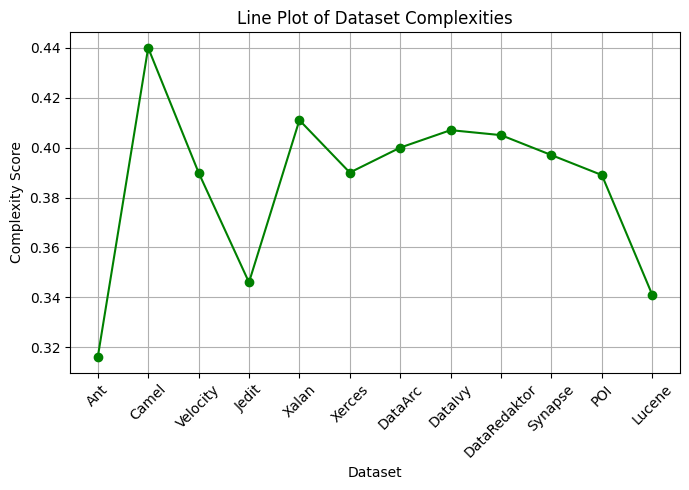 Line Plot of Dataset Complexities
Complexity Score
0.44
0.42
0.40
0.38
0.36
0.34
0.32
Ant
Camel
Velocity
Jedit
Xalan
Xerces
DataArc
DataIvy
DataRedaktor
Synapse
POI
Lucene
Dataset